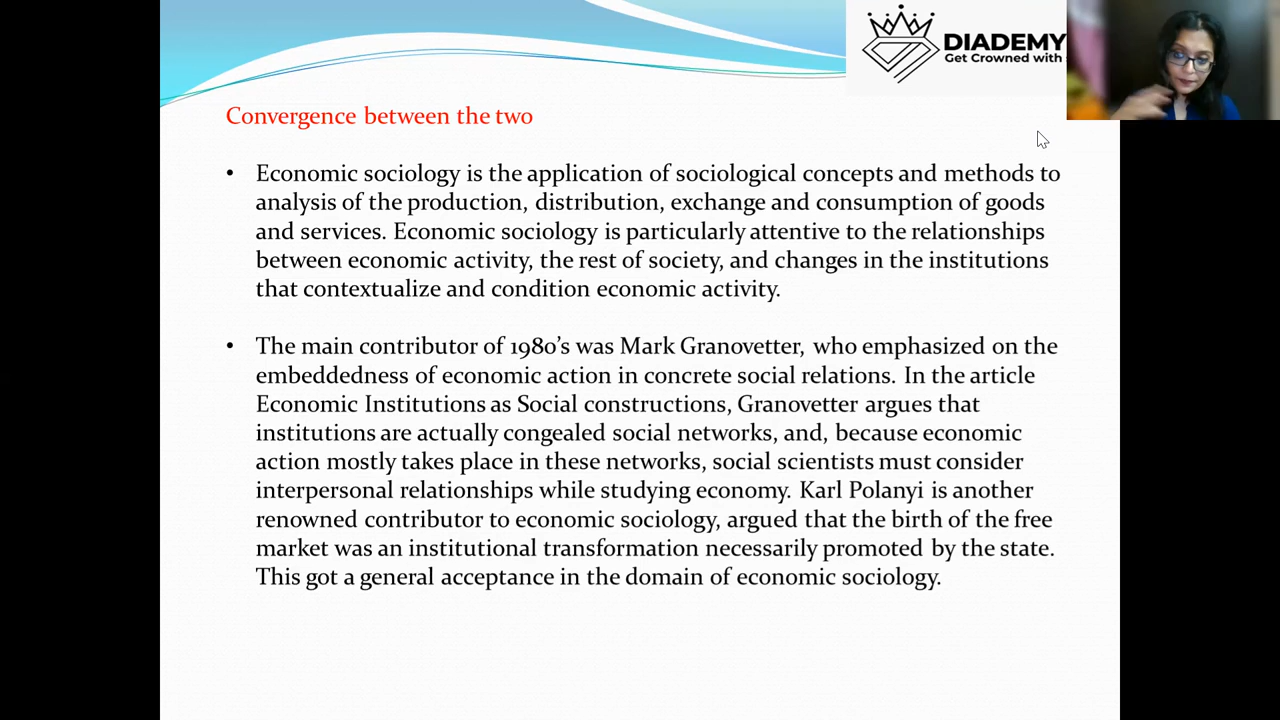 DIADEMY
Get Crowned with
Convergence between the two
• Economic sociology is the application of sociological concepts and methods to
analysis of the production, distribution, exchange and consumption of goods
and services. Economic sociology is particularly attentive to the relationships
between economic activity, the rest of society, and changes in the institutions
that contextualize and condition economic activity.
• The main contributor of 1980's was Mark Granovetter, who emphasized on the
embeddedness of economic action in concrete social relations. In the article
Economic Institutions as Social constructions, Granovetter argues that
institutions are actually congealed social networks, and, because economic
action mostly takes place in these networks, social scientists must consider
interpersonal relationships while studying economy. Karl Polanyi is another
renowned contributor to economic sociology, argued that the birth of the free
market was an institutional transformation necessarily promoted by the state.
This got a general acceptance in the domain of economic sociology.